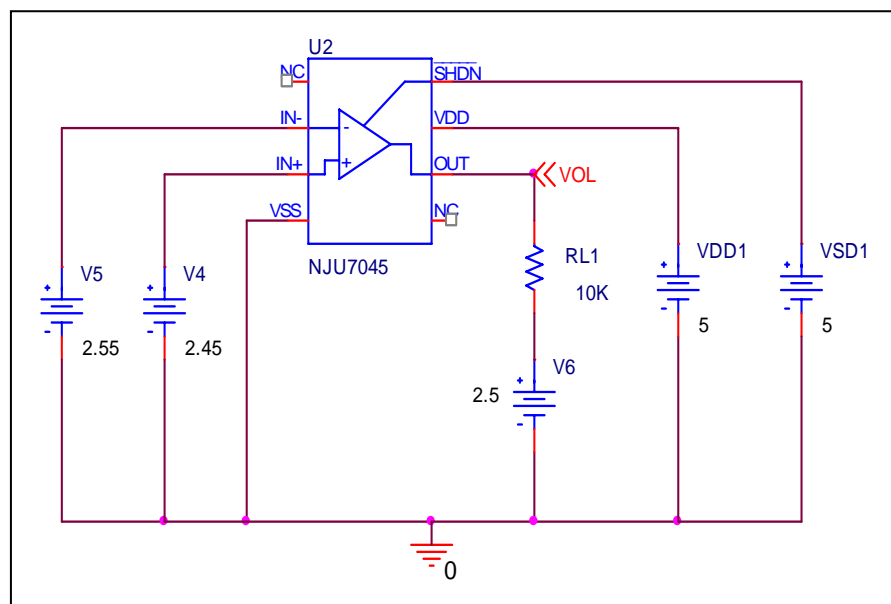 U2
NC
SHDN
IN-
VDD
IN+
OUT
VOL
VSS
NC
NJU7045
RL1
10K
V5
+
-
2.55
V4
+
-
2.45
VDD1
+
-
5
VSD1
+
-
5
V6
+
-
2.5
-
+
0